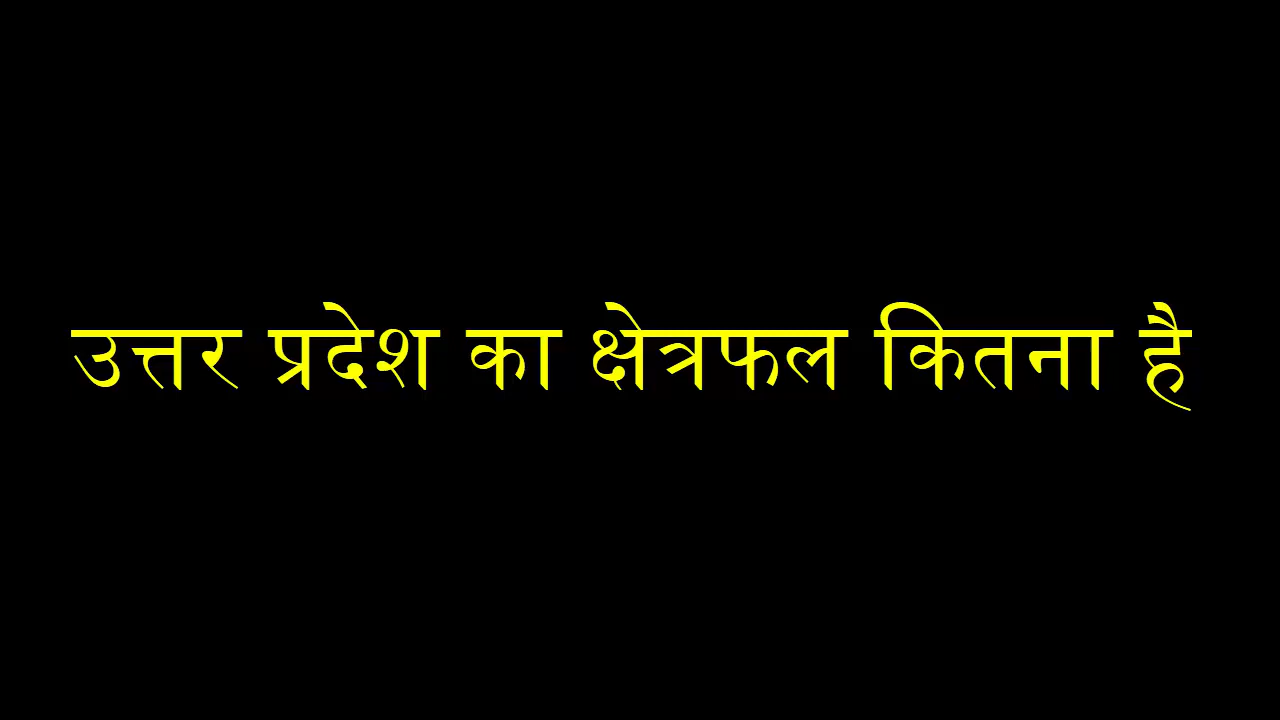 उत्तर प्रदेश का क्षेत्रफल कितना है